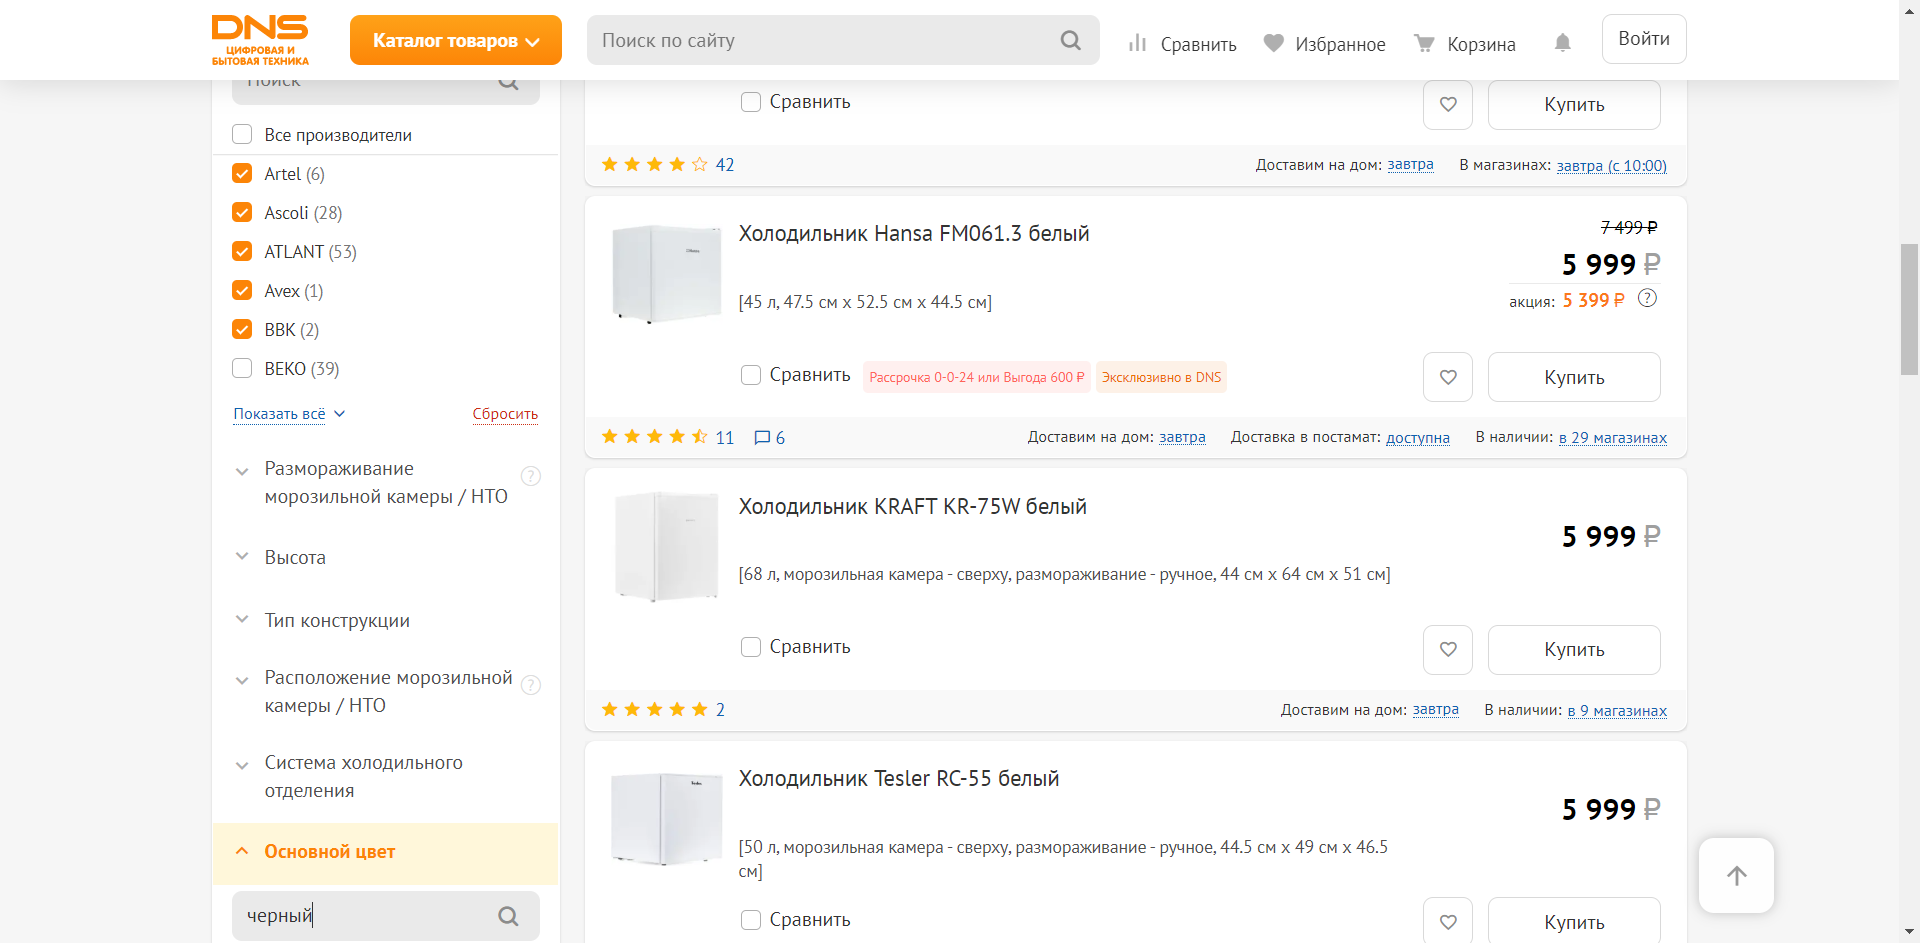 DNS
ЦИФРОВАЯ И
БЫТОВАЯ ТЕХНИКА
Каталог товаров
Поиск по сайту
Сравнить
Избранное
Корзина
Войти
Поиск
Все производители
Artel (6)
Ascoli (28)
ATLANT (53)
Avex (1)
BBK (2)
BEKO (39)
Показать всё
Сбросить
Размораживание
морозильной камеры / НТО
?
Высота
Тип конструкции
Расположение морозильной
камеры / НТО
?
Система холодильного
отделения
Основной цвет
черный
Сравнить
Купить
42
Доставим на дом: завтра
В магазинах: завтра (с 10:00)
Холодильник Hansa FM061.3 белый
7 499 ₽
5 999 ₽
[45 л, 47.5 см x 52.5 см x 44.5 см]
акция: 5 399 ₽ ?
Сравнить
Рассрочка 0-0-24 или Выгода 600 ₽
Эксклюзивно в DNS
Купить
11
6
Доставим на дом: завтра
Доставка в постамат: доступна
В наличии: в 29 магазинах
Холодильник KRAFT KR-75W белый
5 999 ₽
[68 л, морозильная камера - сверху, размораживание - ручное, 44 см x 64 см x 51 см]
Сравнить
Купить
2
Доставим на дом: завтра
В наличии: в 9 магазинах
Холодильник Tesler RC-55 белый
5 999 ₽
[50 л, морозильная камера - сверху, размораживание - ручное, 44.5 см x 49 см x 46.5
см]
Сравнить
Купить